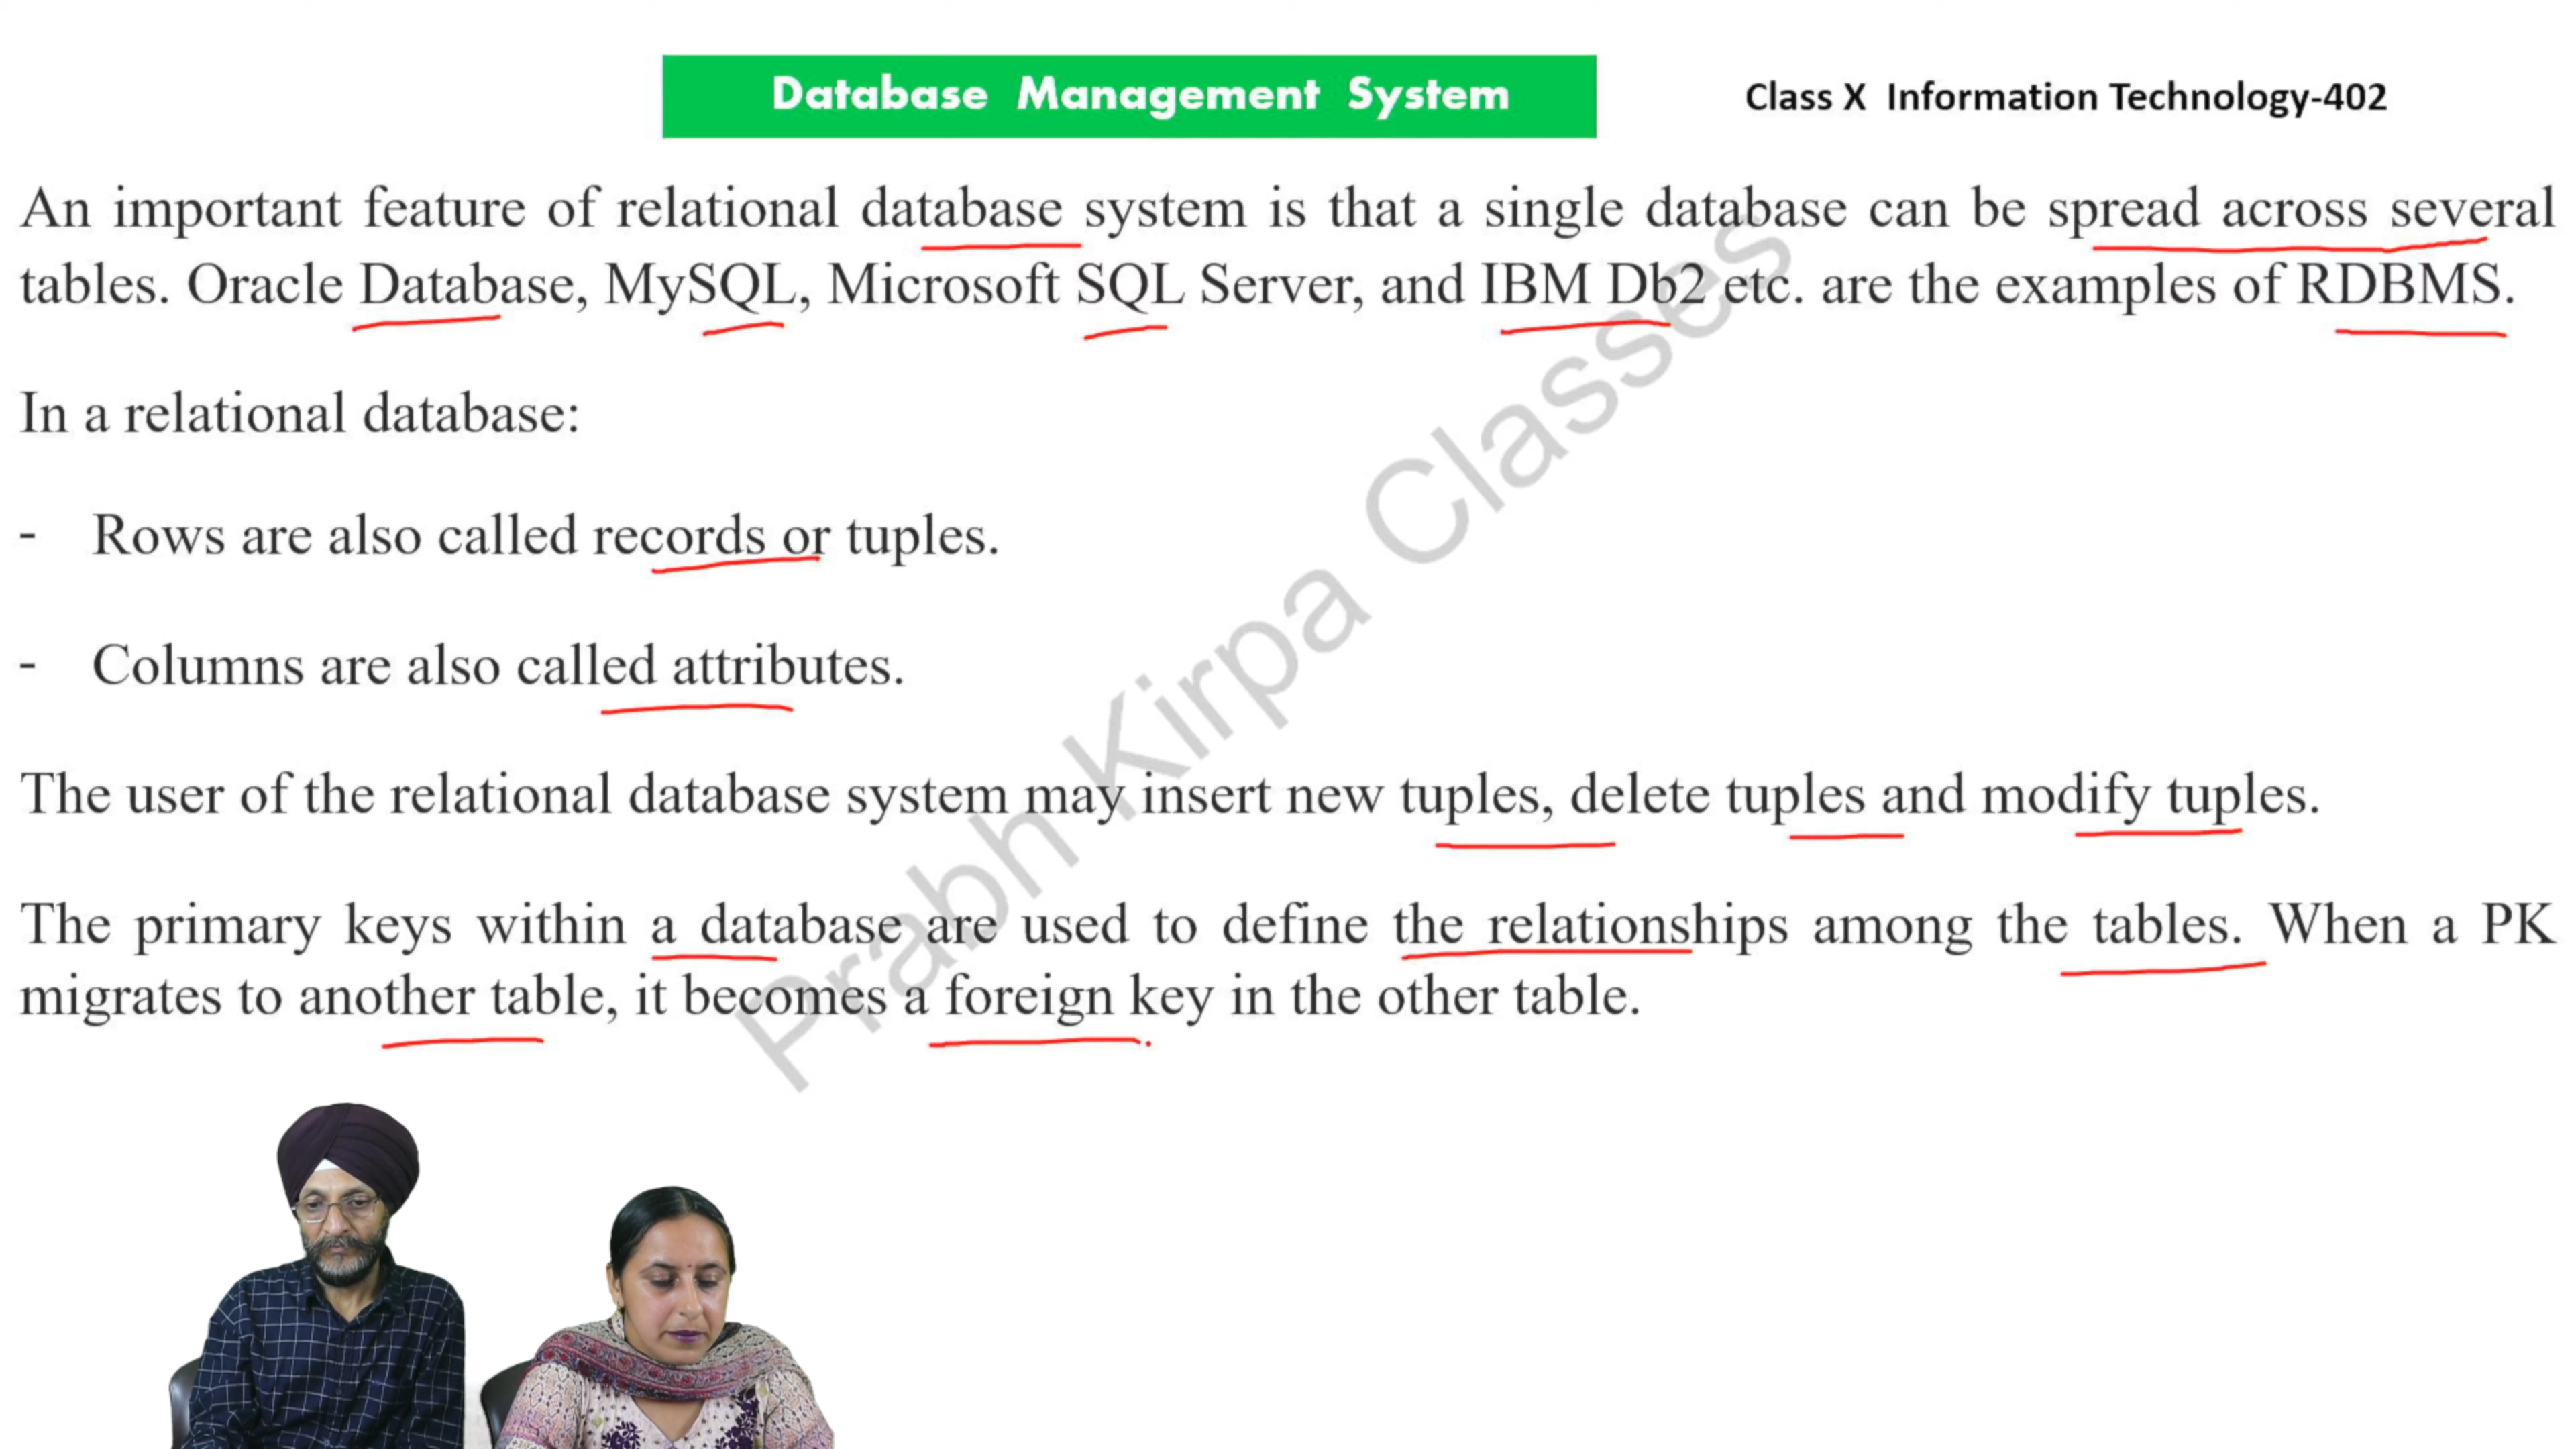 Database Management System
Class X Information Technology-402
An important feature of relational database system is that a single database can be spread across several
tables. Oracle Database, MySQL, Microsoft SQL Server, and IBM Db2 etc. are the examples of RDBMS.
In a relational database:
- Rows are also called records or tuples.
- Columns are also called attributes.
The user of the relational database system may insert new tuples, delete tuples and modify tuples.
The primary keys within a database are used to define the relationships among the tables. When a PK
migrates to another table, it becomes a foreign key in the other table.
Prabh Kirpa Classes